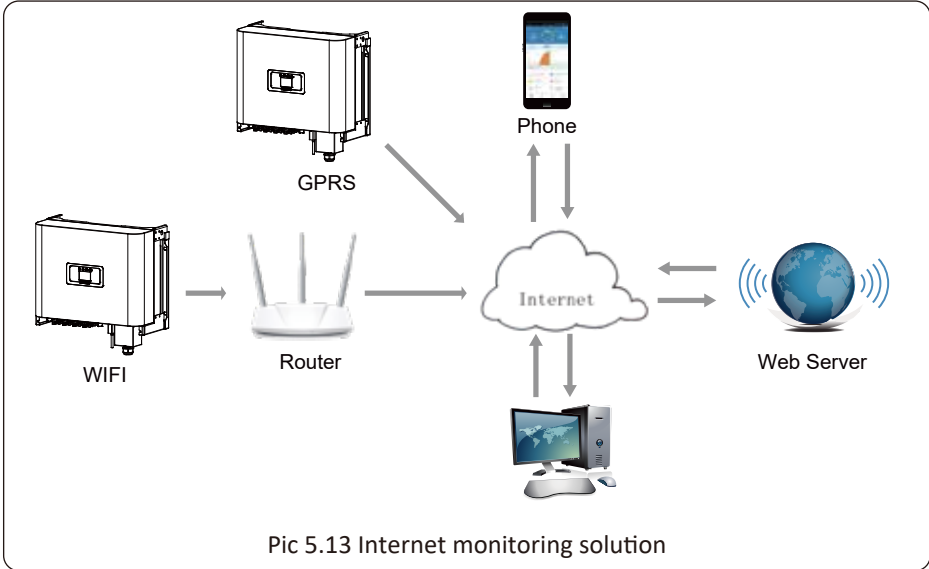 Phone
GPRS
Internet
WIFI
Router
Web Server
Pic 5.13 Internet monitoring solution